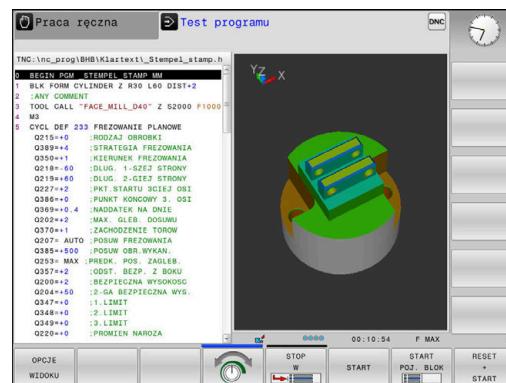 Praca ręczna
Test programu
DNC
TNC:\nc_prog\BHB\Klartext\_Stempel_stamp.h
0 BEGIN PGM _STEMPEL_STAMP MM
1 BLK FORM CYLINDER Z R30 L60 DIST+2
2 ;ANY COMMENT
3 TOOL CALL "FACE_MILL_D40" Z S2000 F1000
4 M3
5 CYCL DEF 233 FREZOWANIE PLANOWE
Q215=+0 ;RODZAJ OBROBKI
Q389=+4 ;STRATEGIA FREZOWANIA
Q350=+1 ;KIERUNEK FREZOWANIA
Q218=-60 ;DLUG. 1-SZEJ STRONY
Q219=+60 ;DLUG. 2-GIEJ STRONY
Q227=+2 ;PKT.STARTU 3CIEJ OSI
Q386=+0 ;PUNKT KONCOWY 3. OSI
Q369=+0.4 ;NADDATEK NA DNIE
Q202=+2 ;MAX. GLEB. DOSUWU
Q370=+1 ;ZACHODZENIE TOROW
Q207= AUTO ;POSUW FREZOWANIA
Q385=+500 ;POSUW OBR.WYKAN.
Q253= MAX ;PREDK. POS. ZAGLEB.
Q357=+2 ;ODST. BEZP. Z BOKU
Q200=+2 ;BEZPIECZNA WYSOKOSC
Q204=+50 ;2-GA BEZPIECZNA WYS.
Q347=+0 ;1.LIMIT
Q348=+0 ;2.LIMIT
Q349=+0 ;3.LIMIT
Q220=+0 ;PROMIEN NAROZA
Y Z X
00:10:54 F MAX
OPCJE
WIDOKU
STOP
W
START
START
POJ. BLOK
RESET
+
START